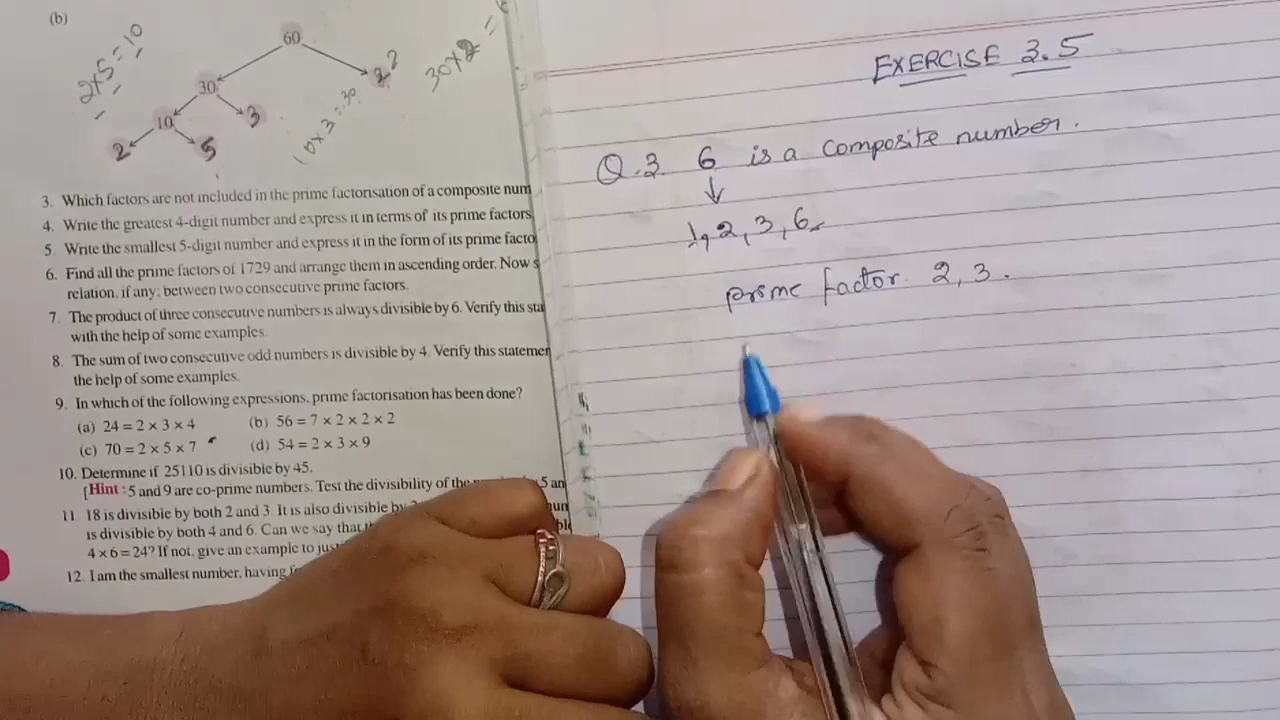 (b)
60
2×5=10
30×2=
30
2 ?
10
3
10×3=30
2
5
3. Which factors are not included in the prime factorisation of a composite num
4. Write the greatest 4-digit number and express it in terms of its prime factors
5. Write the smallest 5-digit number and express it in the form of its prime facto
6. Find all the prime factors of 1729 and arrange them in ascending order. Now s
relation, if any; between two consecutive prime factors.
7. The product of three consecutive numbers is always divisible by 6. Verify this sta
with the help of some examples.
8. The sum of two consecutive odd numbers is divisible by 4. Verify this statemen
the help of some examples.
9. In which of the following expressions, prime factorisation has been done?
(a) 24 = 2 × 3 × 4 (b) 56 = 7 × 2 × 2 × 2
(c) 70 = 2 × 5 × 7 (d) 54 = 2 × 3 × 9
10. Determine if 25110 is divisible by 45.
[Hint : 5 and 9 are co-prime numbers. Test the divisibility of the 5 an
11. 18 is divisible by both 2 and 3. It is also divisible by
is divisible by both 4 and 6. Can we say that
4 × 6 = 24? If not, give an example to
12. I am the smallest number, having
EXERCISE 3.5
Q.3 6 is a composite number.
↓
1, 2, 3, 6
prime factor. 2, 3.